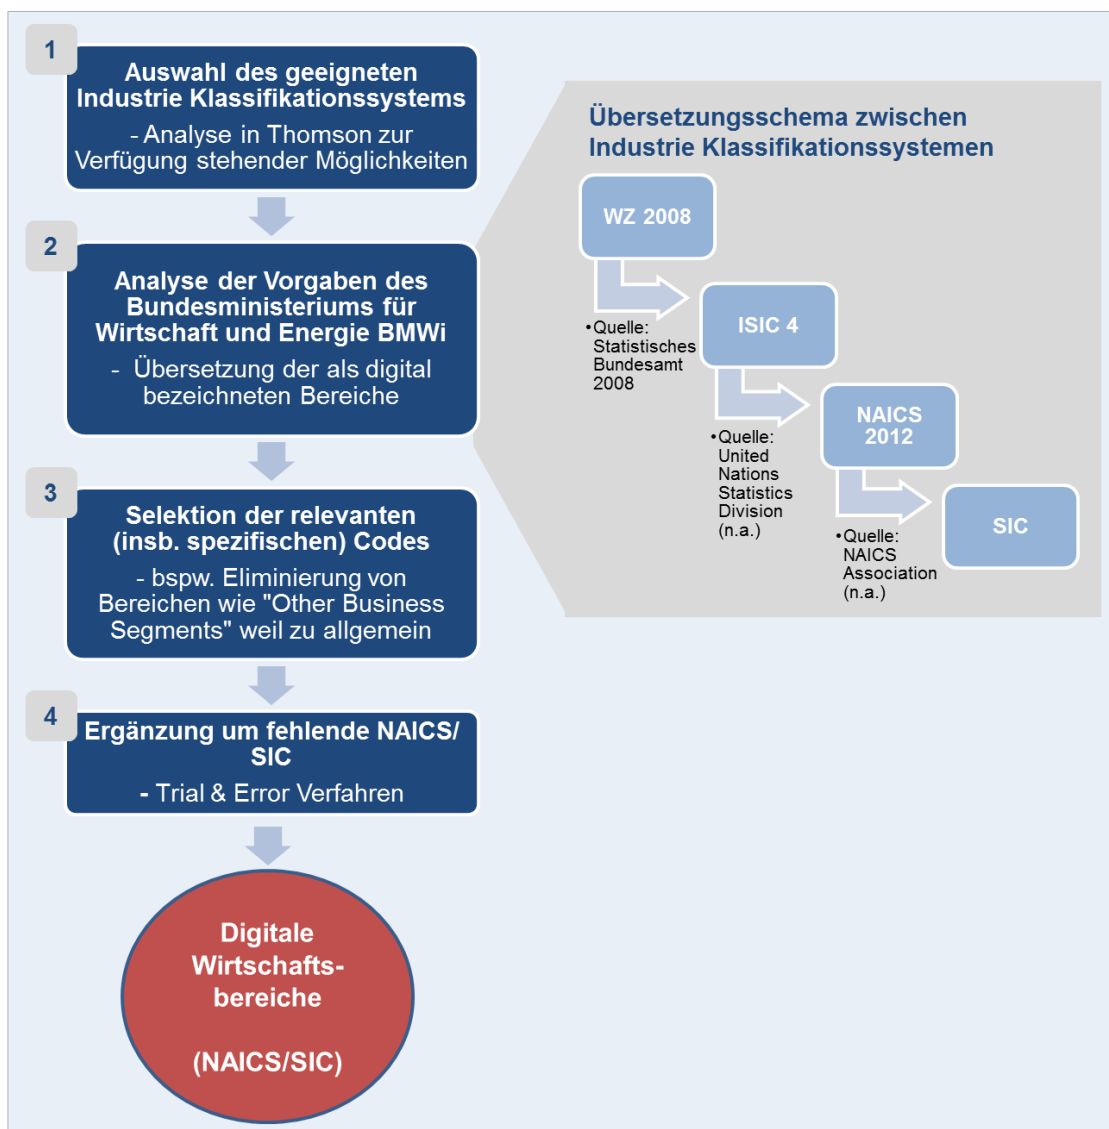 1
Auswahl des geeigneten
Industrie Klassifikationssystems
- Analyse in Thomson zur
Verfügung stehender Möglichkeiten
2
Analyse der Vorgaben des
Bundesministeriums für
Wirtschaft und Energie BMWi
- Übersetzung der als digital
bezeichneten Bereiche
3
Selektion der relevanten
(insb. spezifischen) Codes
- bspw. Eliminierung von
Bereichen wie "Other Business
Segments" weil zu allgemein
4
Ergänzung um fehlende NAICS/
SIC
- Trial & Error Verfahren
Digitale
Wirtschafts-
bereiche
(NAICS/SIC)
Übersetzungsschema zwischen
Industrie Klassifikationssystemen
WZ 2008
•Quelle:
Statistisches
Bundesamt
2008
ISIC 4
•Quelle:
United
Nations
Statistics
Division
(n.a.)
NAICS
2012
•Quelle:
NAICS
Association
(n.a.)
SIC